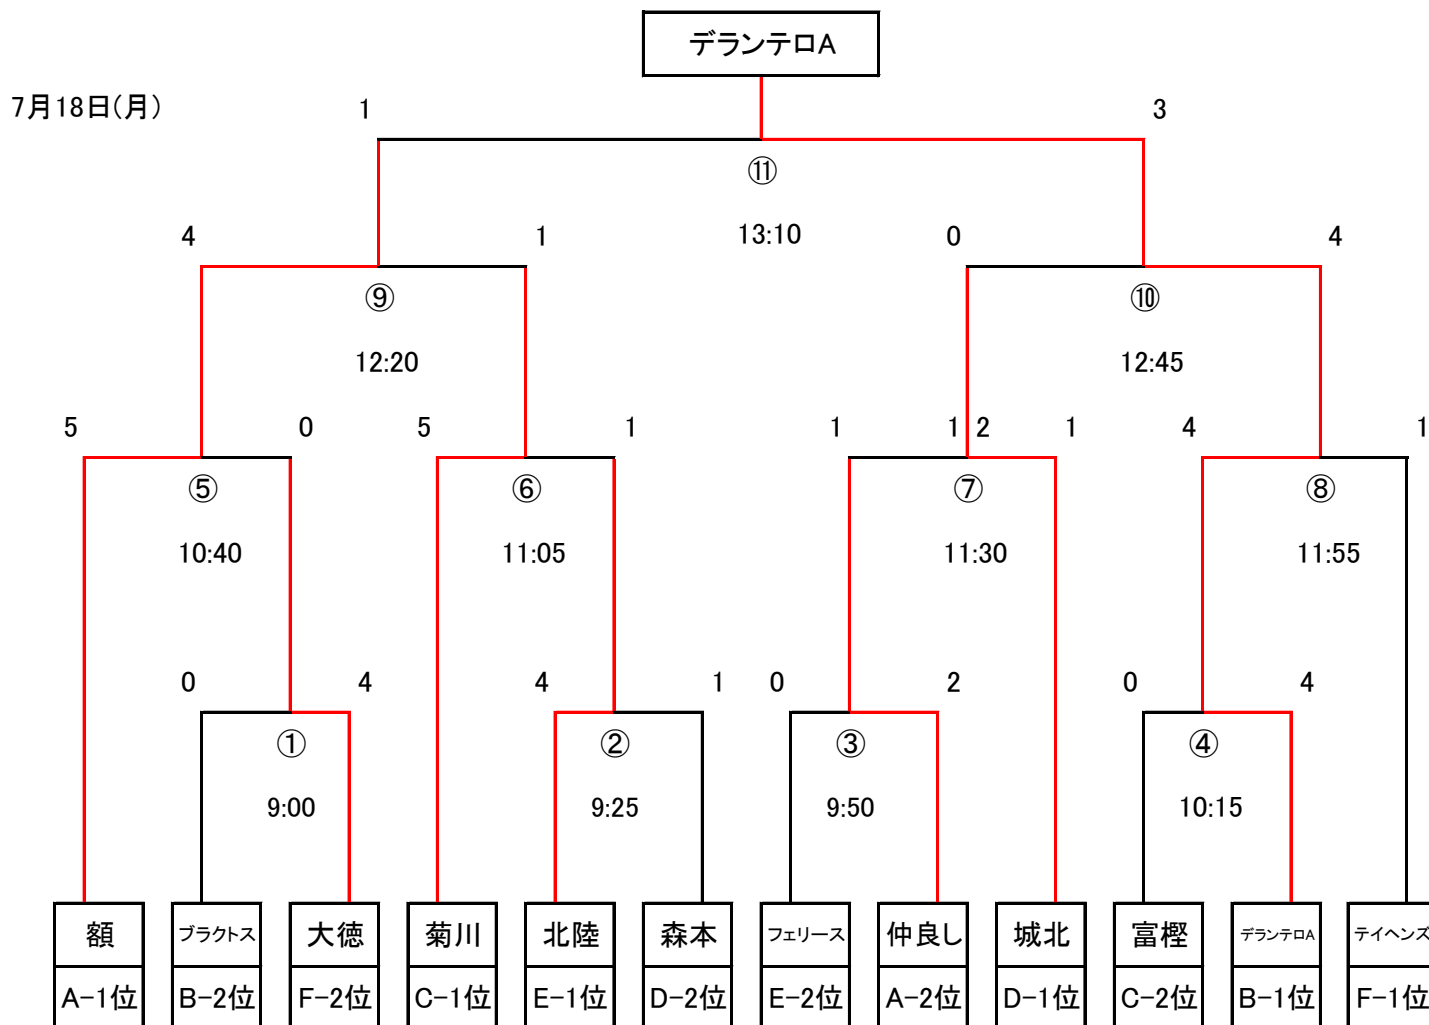 デランテロA
7月18日(月)
1
3
⑪
13:10
4
1
0
4
⑨
⑩
12:20
12:45
5
0
5
1
1
1
2
1
4
1
⑤
⑥
⑦
⑧
10:40
11:05
11:30
11:55
0
4
4
1
0
2
0
4
①
②
③
④
9:00
9:25
9:50
10:15
額
ブラクトス
大徳
菊川
北陸
森本
フェリース
仲良し
城北
富樫
デランテロA
テイヘンズ
A-1位
B-2位
F-2位
C-1位
E-1位
D-2位
E-2位
A-2位
D-1位
C-2位
B-1位
F-1位